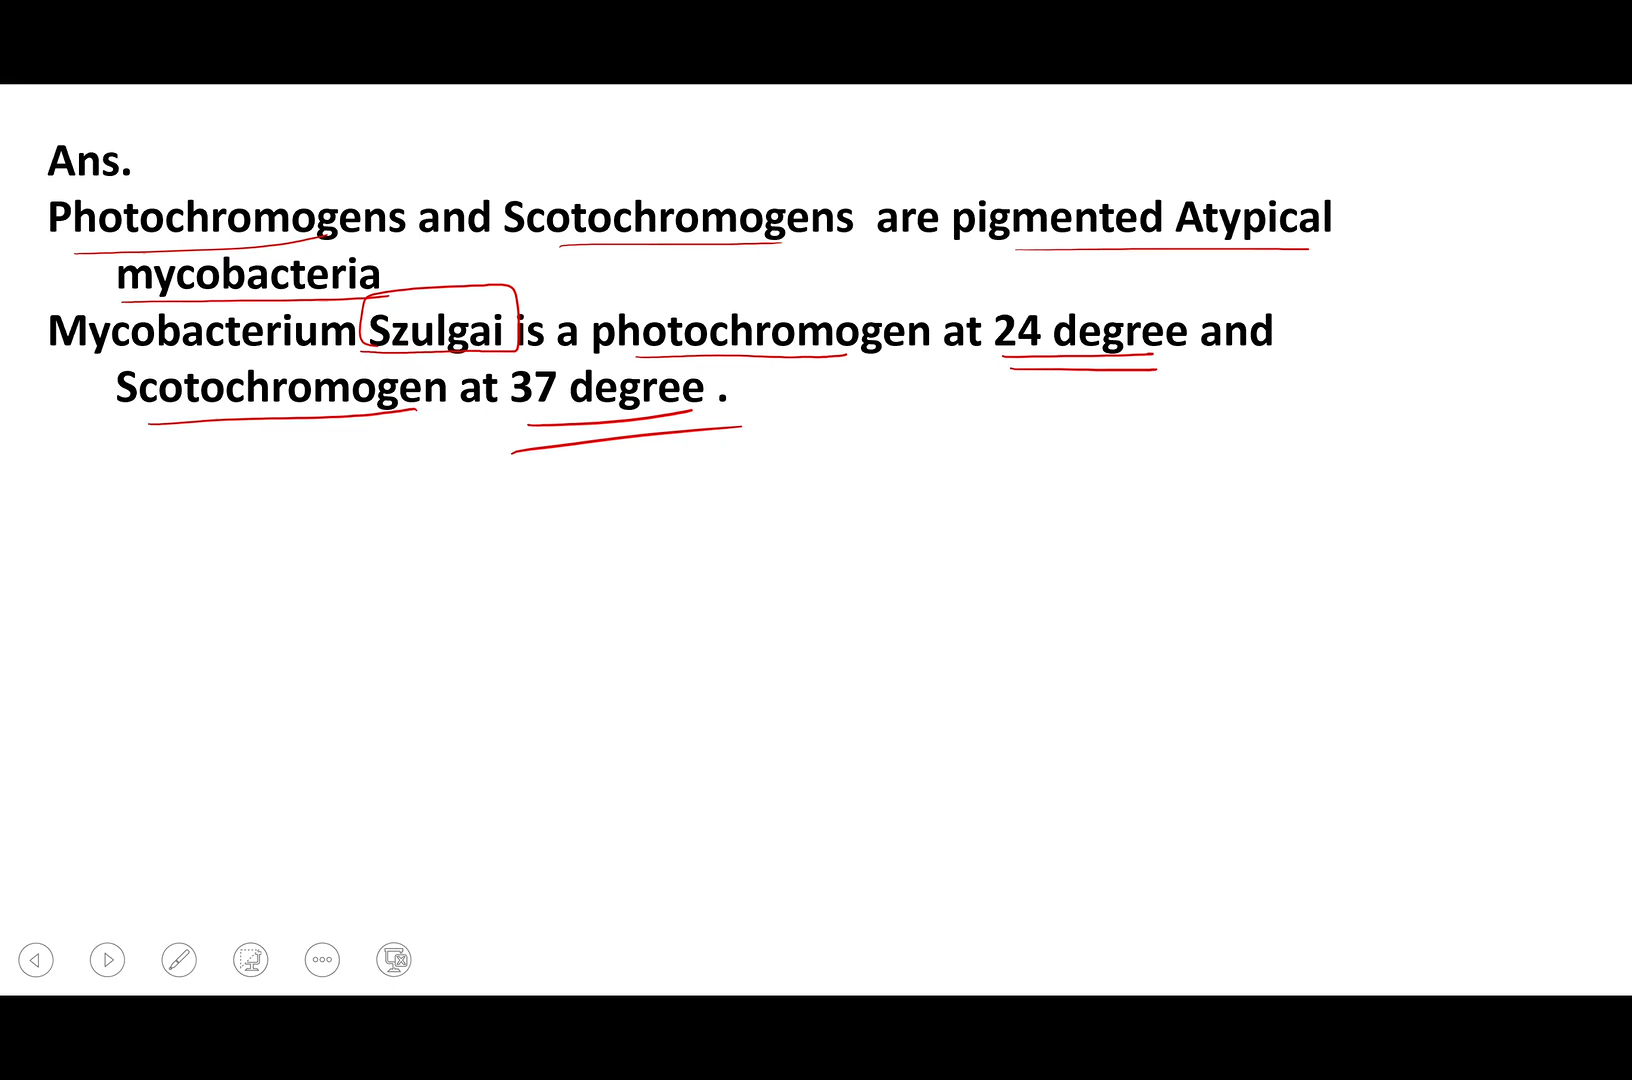 Ans.
Photochromogens and Scotochromogens are pigmented Atypical
mycobacteria
Mycobacterium Szulgai is a photochromogen at 24 degree and
Scotochromogen at 37 degree .